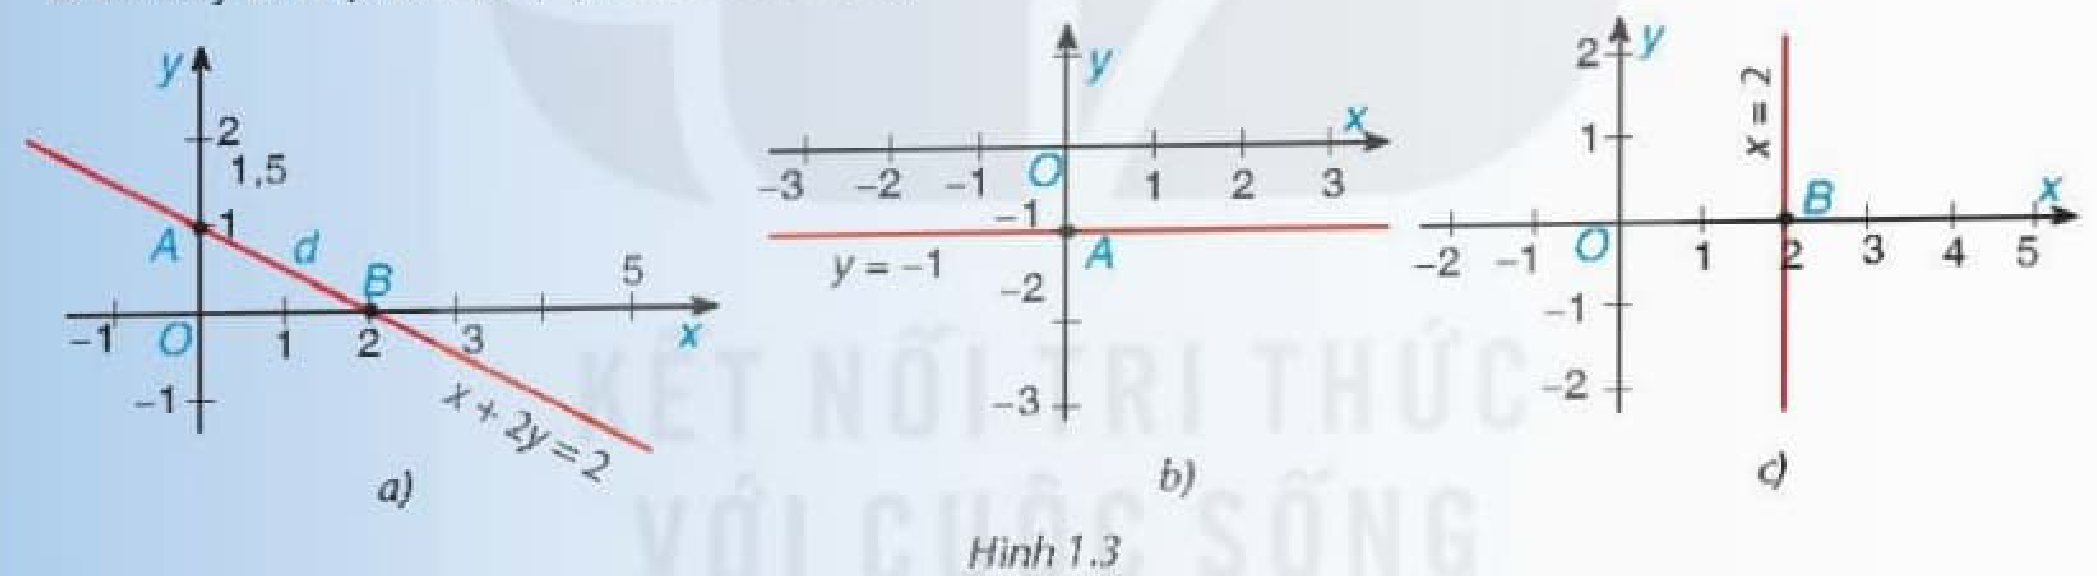 y
2
1,5
1
A
d
B
5
-1
O
1
2
3
x
-1
x + 2y = 2
a)
y
x
-3
-2
-1
O
1
2
3
-1
y = -1
A
-2
-3
b)
2
y
x = 2
1
B
x
-2
-1
O
1
2
3
4
5
-1
-2
c)
KẾT NỐI TRI THỨC
VỚI CUỘC SỐNG
Hình 1.3